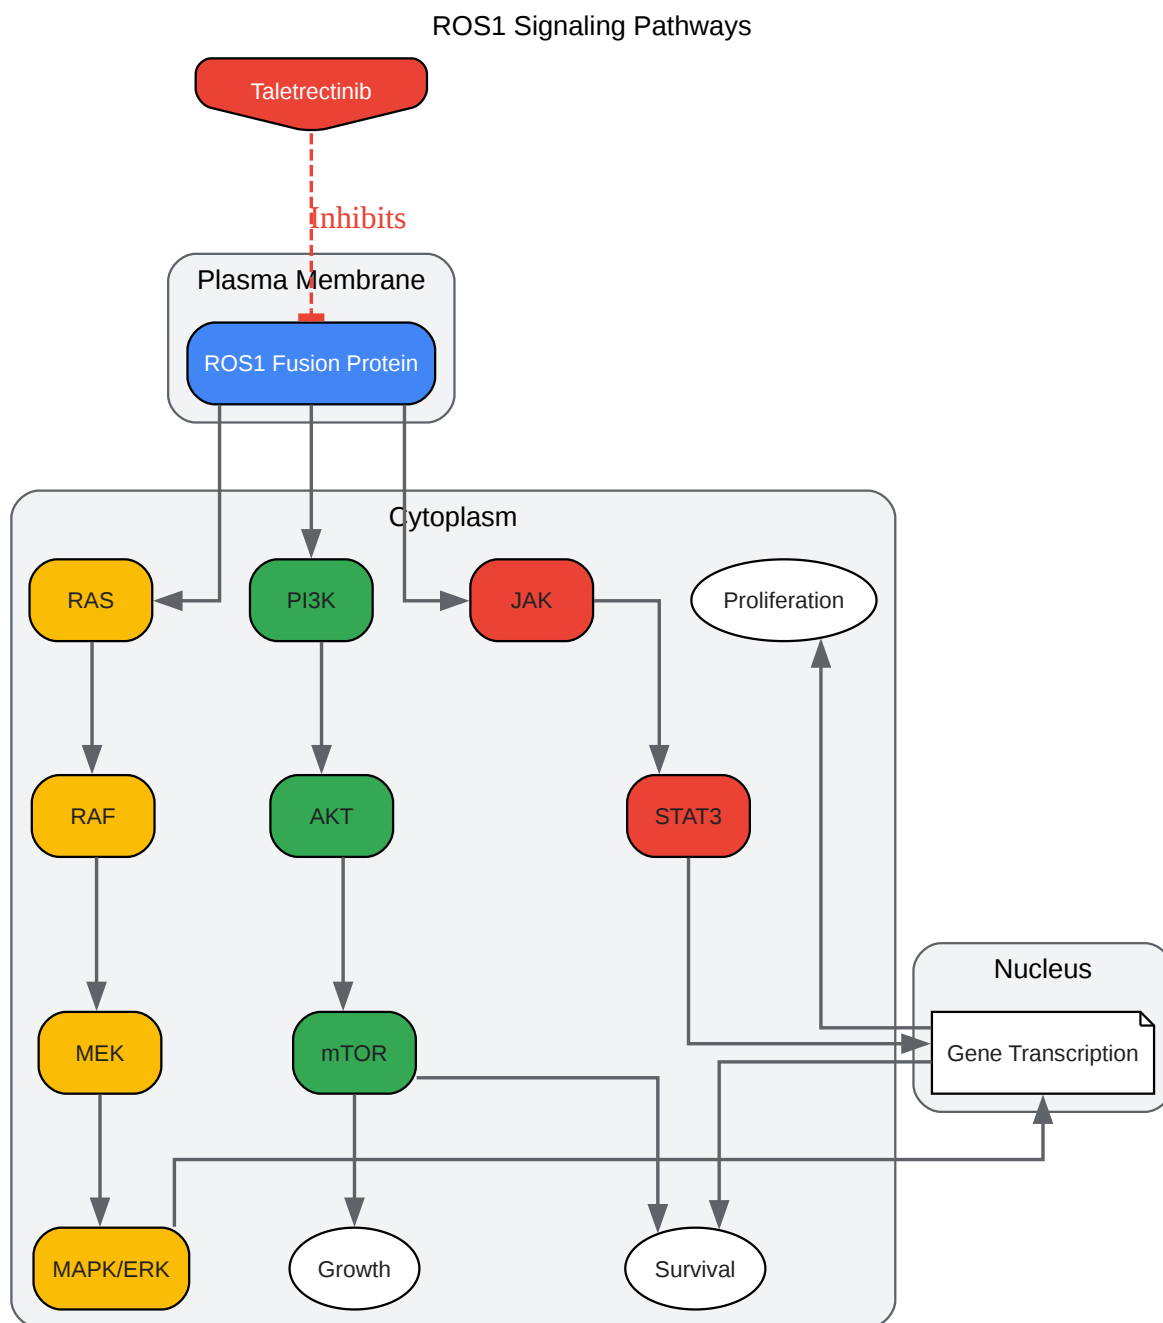 ROS1 Signaling Pathways
Taletrectinib
Inhibits
Plasma Membrane
ROS1 Fusion Protein
Cytoplasm
RAS
PI3K
JAK
Proliferation
RAF
AKT
STAT3
Nucleus
MEK
mTOR
Gene Transcription
MAPK/ERK
Growth
Survival